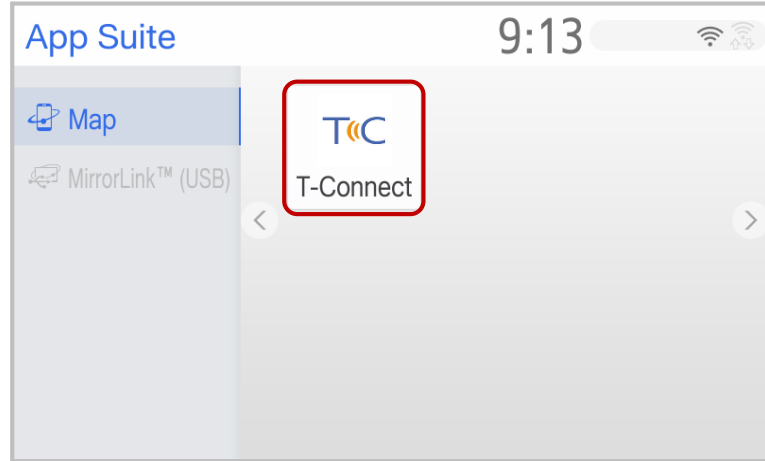 App Suite
9:13
Map
MirrorLink™ (USB)
T C
T-Connect